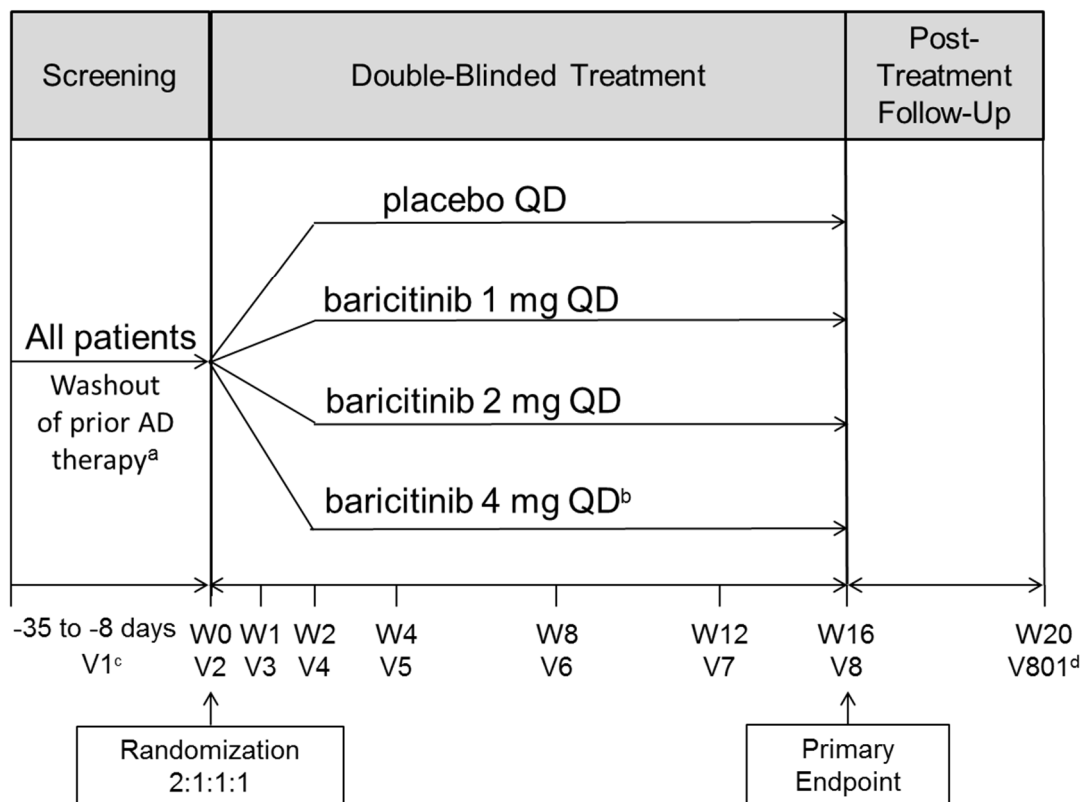 Screening
Double-Blinded Treatment
Post-
Treatment
Follow-Up
placebo QD
baricitinib 1 mg QD
All patients
Washout
of prior AD
therapyᵃ
baricitinib 2 mg QD
baricitinib 4 mg QDᵇ
-35 to -8 days
V1ᶜ
W0 W1 W2 W4 W8 W12 W16 W20
V2 V3 V4 V5 V6 V7 V8 V801ᵈ
Randomization
2:1:1:1
Primary
Endpoint